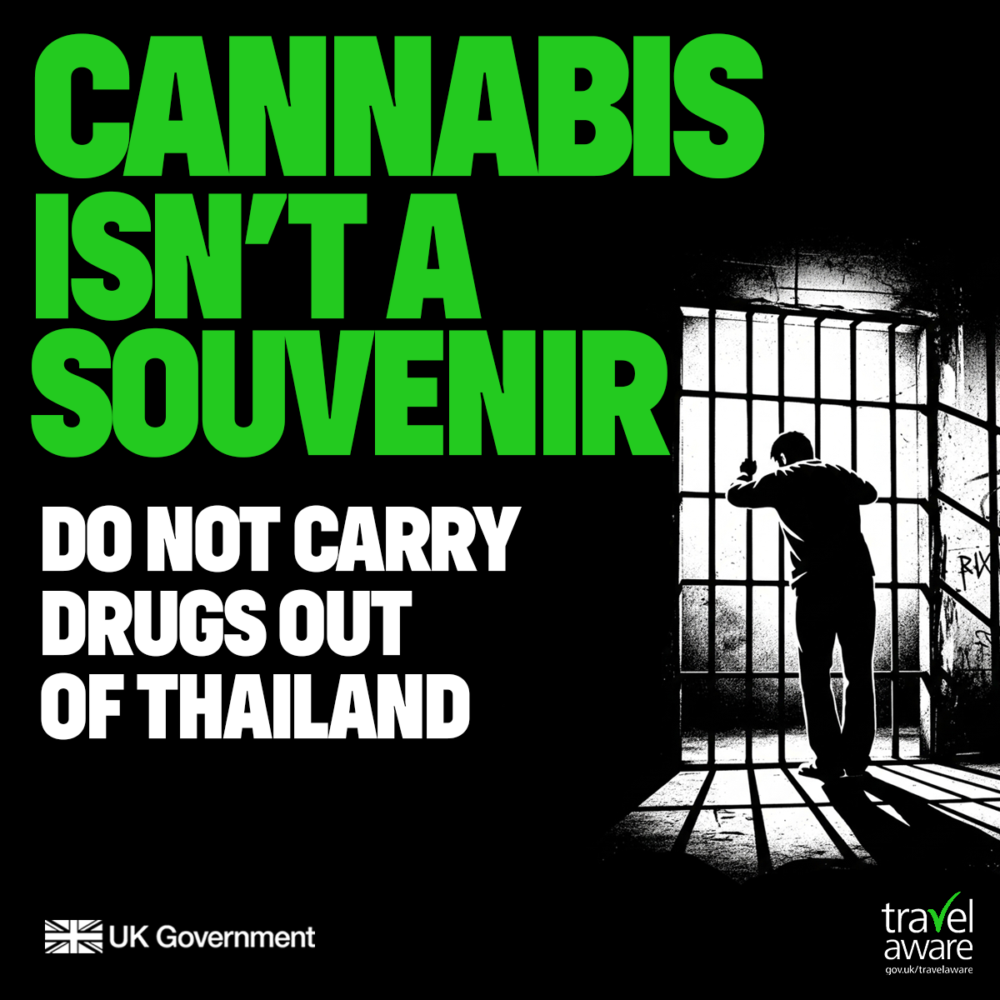 CANNABIS
ISN'T A
SOUVENIR
DO NOT CARRY
DRUGS OUT
OF THAILAND
UK Government
travel
aware
gov.uk/travelaware